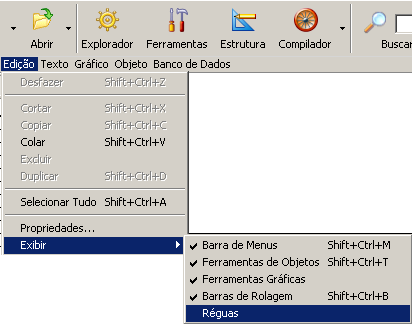 Abrir Explorador Ferramentas Estrutura Compilador Buscar
Edição Texto Gráfico Objeto Banco de Dados
Desfazer Shift+Ctrl+Z
Cortar Shift+Ctrl+X
Copiar Shift+Ctrl+C
Colar Shift+Ctrl+V
Excluir
Duplicar Shift+Ctrl+D
Selecionar Tudo Shift+Ctrl+A
Propriedades...
Exibir
Barra de Menus Shift+Ctrl+M
Ferramentas de Objetos Shift+Ctrl+T
Ferramentas Gráficas
Barras de Rolagem Shift+Ctrl+B
Réguas